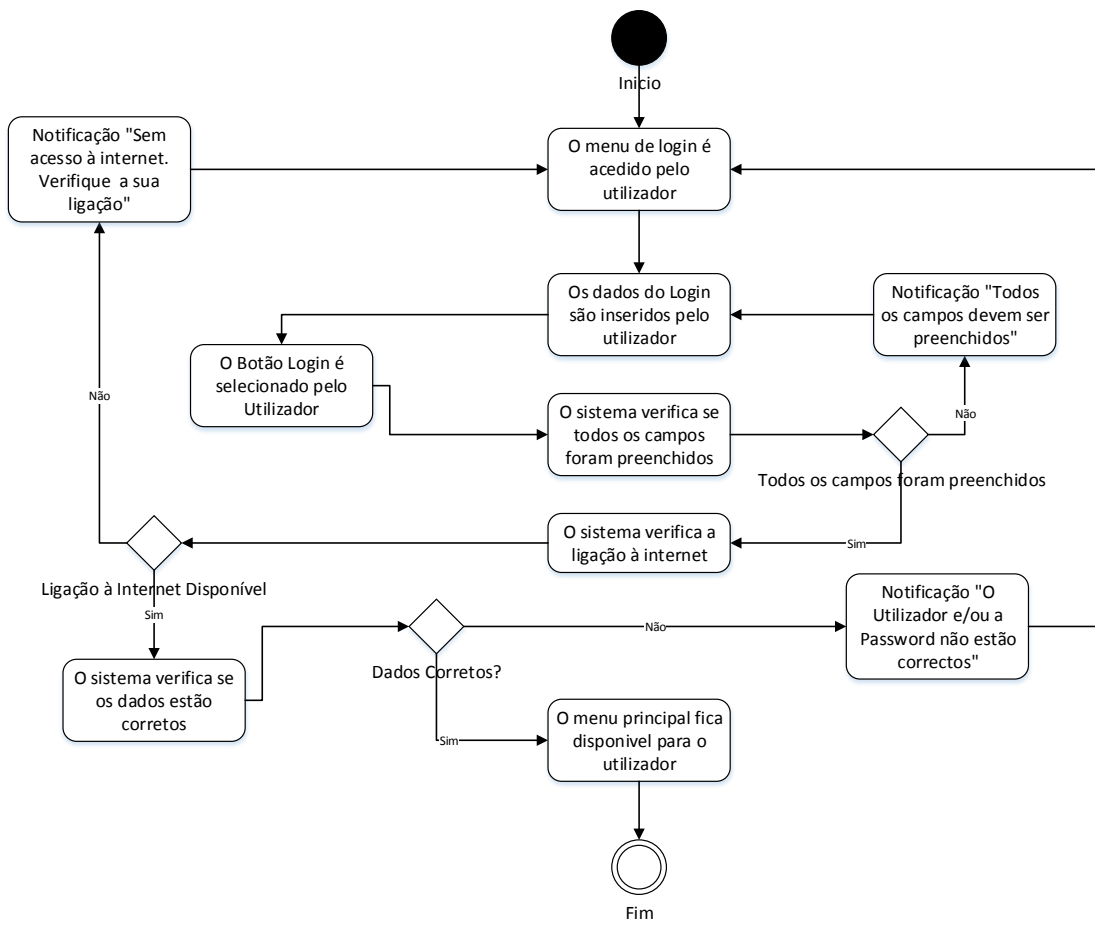 Inicio
Notificação "Sem
acesso à internet.
Verifique a sua
ligação"
O menu de login é
acedido pelo
utilizador
Os dados do Login
são inseridos pelo
utilizador
Notificação "Todos
os campos devem ser
preenchidos"
O Botão Login é
selecionado pelo
Utilizador
Não
O sistema verifica se
todos os campos
foram preenchidos
Não
Todos os campos foram preenchidos
O sistema verifica a
ligação à internet
Sim
Ligação à Internet Disponível
Sim
Notificação "O
Utilizador e/ou a
Password não estão
correctos"
Não
Dados Corretos?
O sistema verifica se
os dados estão
corretos
Sim
O menu principal fica
disponivel para o
utilizador
Fim